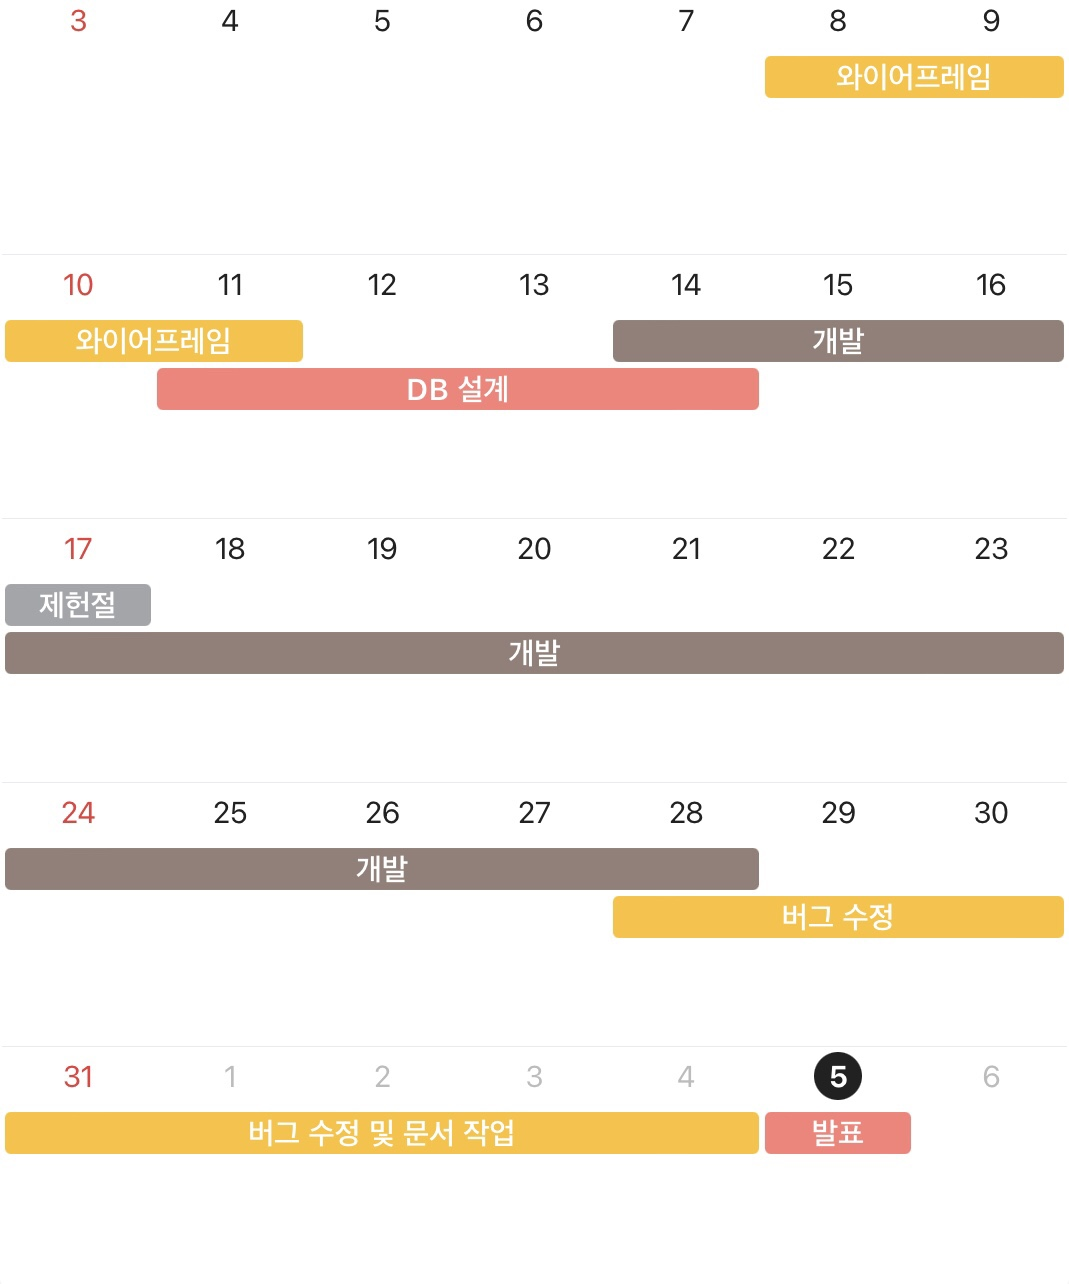 3 4 5 6 7 8 9
와이어프레임
10 11 12 13 14 15 16
와이어프레임 개발
DB 설계
17 18 19 20 21 22 23
제헌절
개발
24 25 26 27 28 29 30
개발
버그 수정
31 1 2 3 4 5 6
버그 수정 및 문서 작업 발표